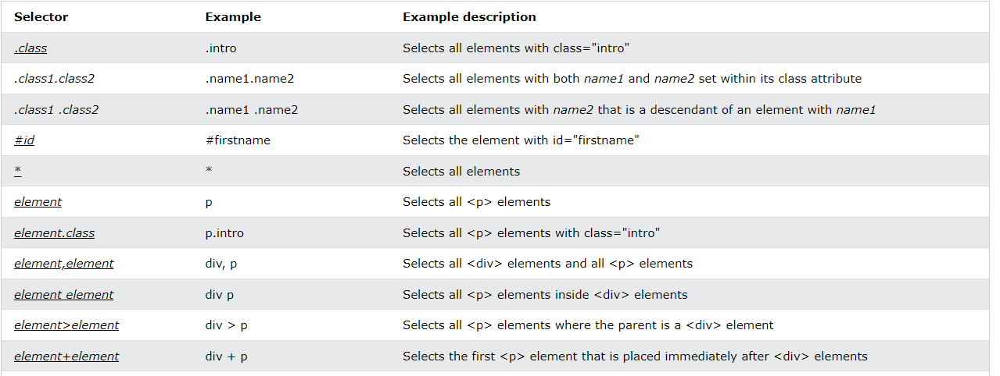 Selector Example Example description
.class .intro Selects all elements with class="intro"
.class1.class2 .name1.name2 Selects all elements with both name1 and name2 set within its class attribute
.class1 .class2 .name1 .name2 Selects all elements with name2 that is a descendant of an element with name1
#id #firstname Selects the element with id="firstname"
* * Selects all elements
element p Selects all <p> elements
element.class p.intro Selects all <p> elements with class="intro"
element,element div, p Selects all <div> elements and all <p> elements
element element div p Selects all <p> elements inside <div> elements
element>element div > p Selects all <p> elements where the parent is a <div> element
element+element div + p Selects the first <p> element that is placed immediately after <div> elements